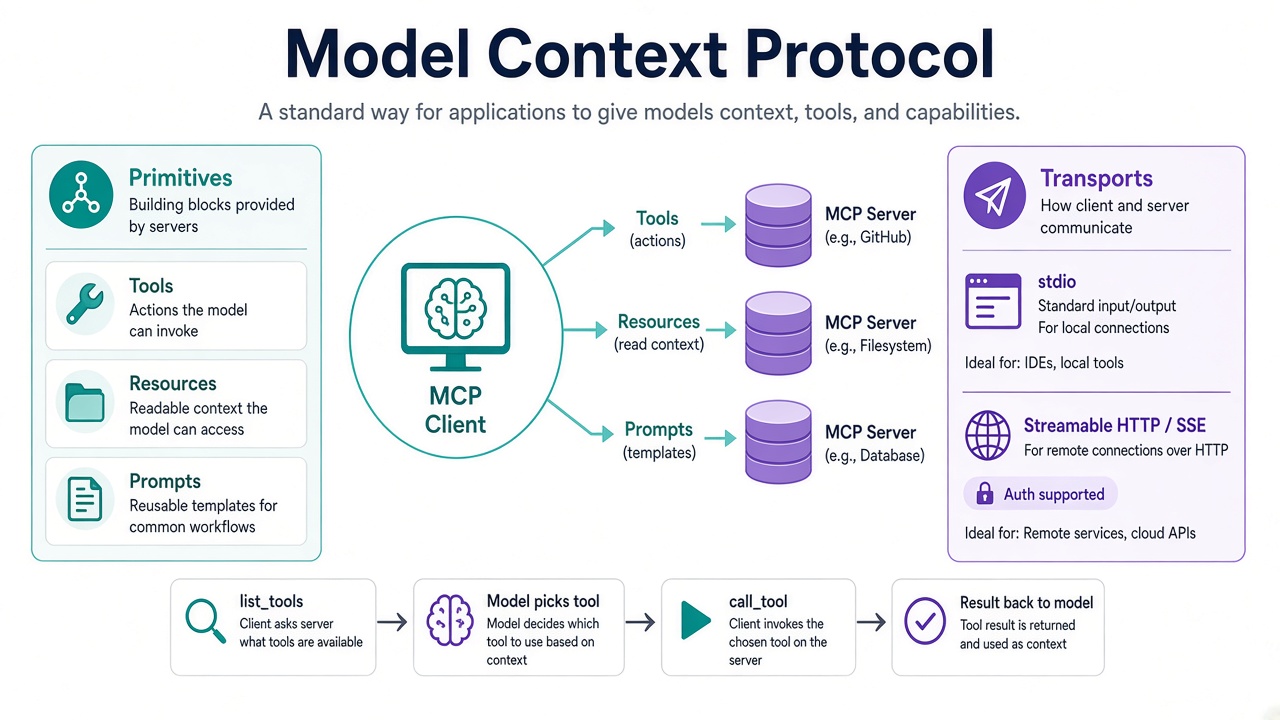 Model Context Protocol
A standard way for applications to give models context, tools, and capabilities.
Primitives
Building blocks provided
by servers
Tools
Actions the model
can invoke
Resources
Readable context the
model can access
Prompts
Reusable templates for
common workflows
MCP
Client
Tools
(actions)
Resources
(read context)
Prompts
(templates)
MCP Server
(e.g., GitHub)
MCP Server
(e.g., Filesystem)
MCP Server
(e.g., Database)
Transports
How client and server
communicate
stdio
Standard input/output
For local connections
Ideal for: IDEs, local tools
Streamable HTTP / SSE
For remote connections over HTTP
Auth supported
Ideal for: Remote services, cloud APIs
list_tools
Client asks server
what tools are available
Model picks tool
Model decides which
tool to use based on
context
call_tool
Client invokes the
chosen tool on the
server
Result back to model
Tool result is returned
and used as context